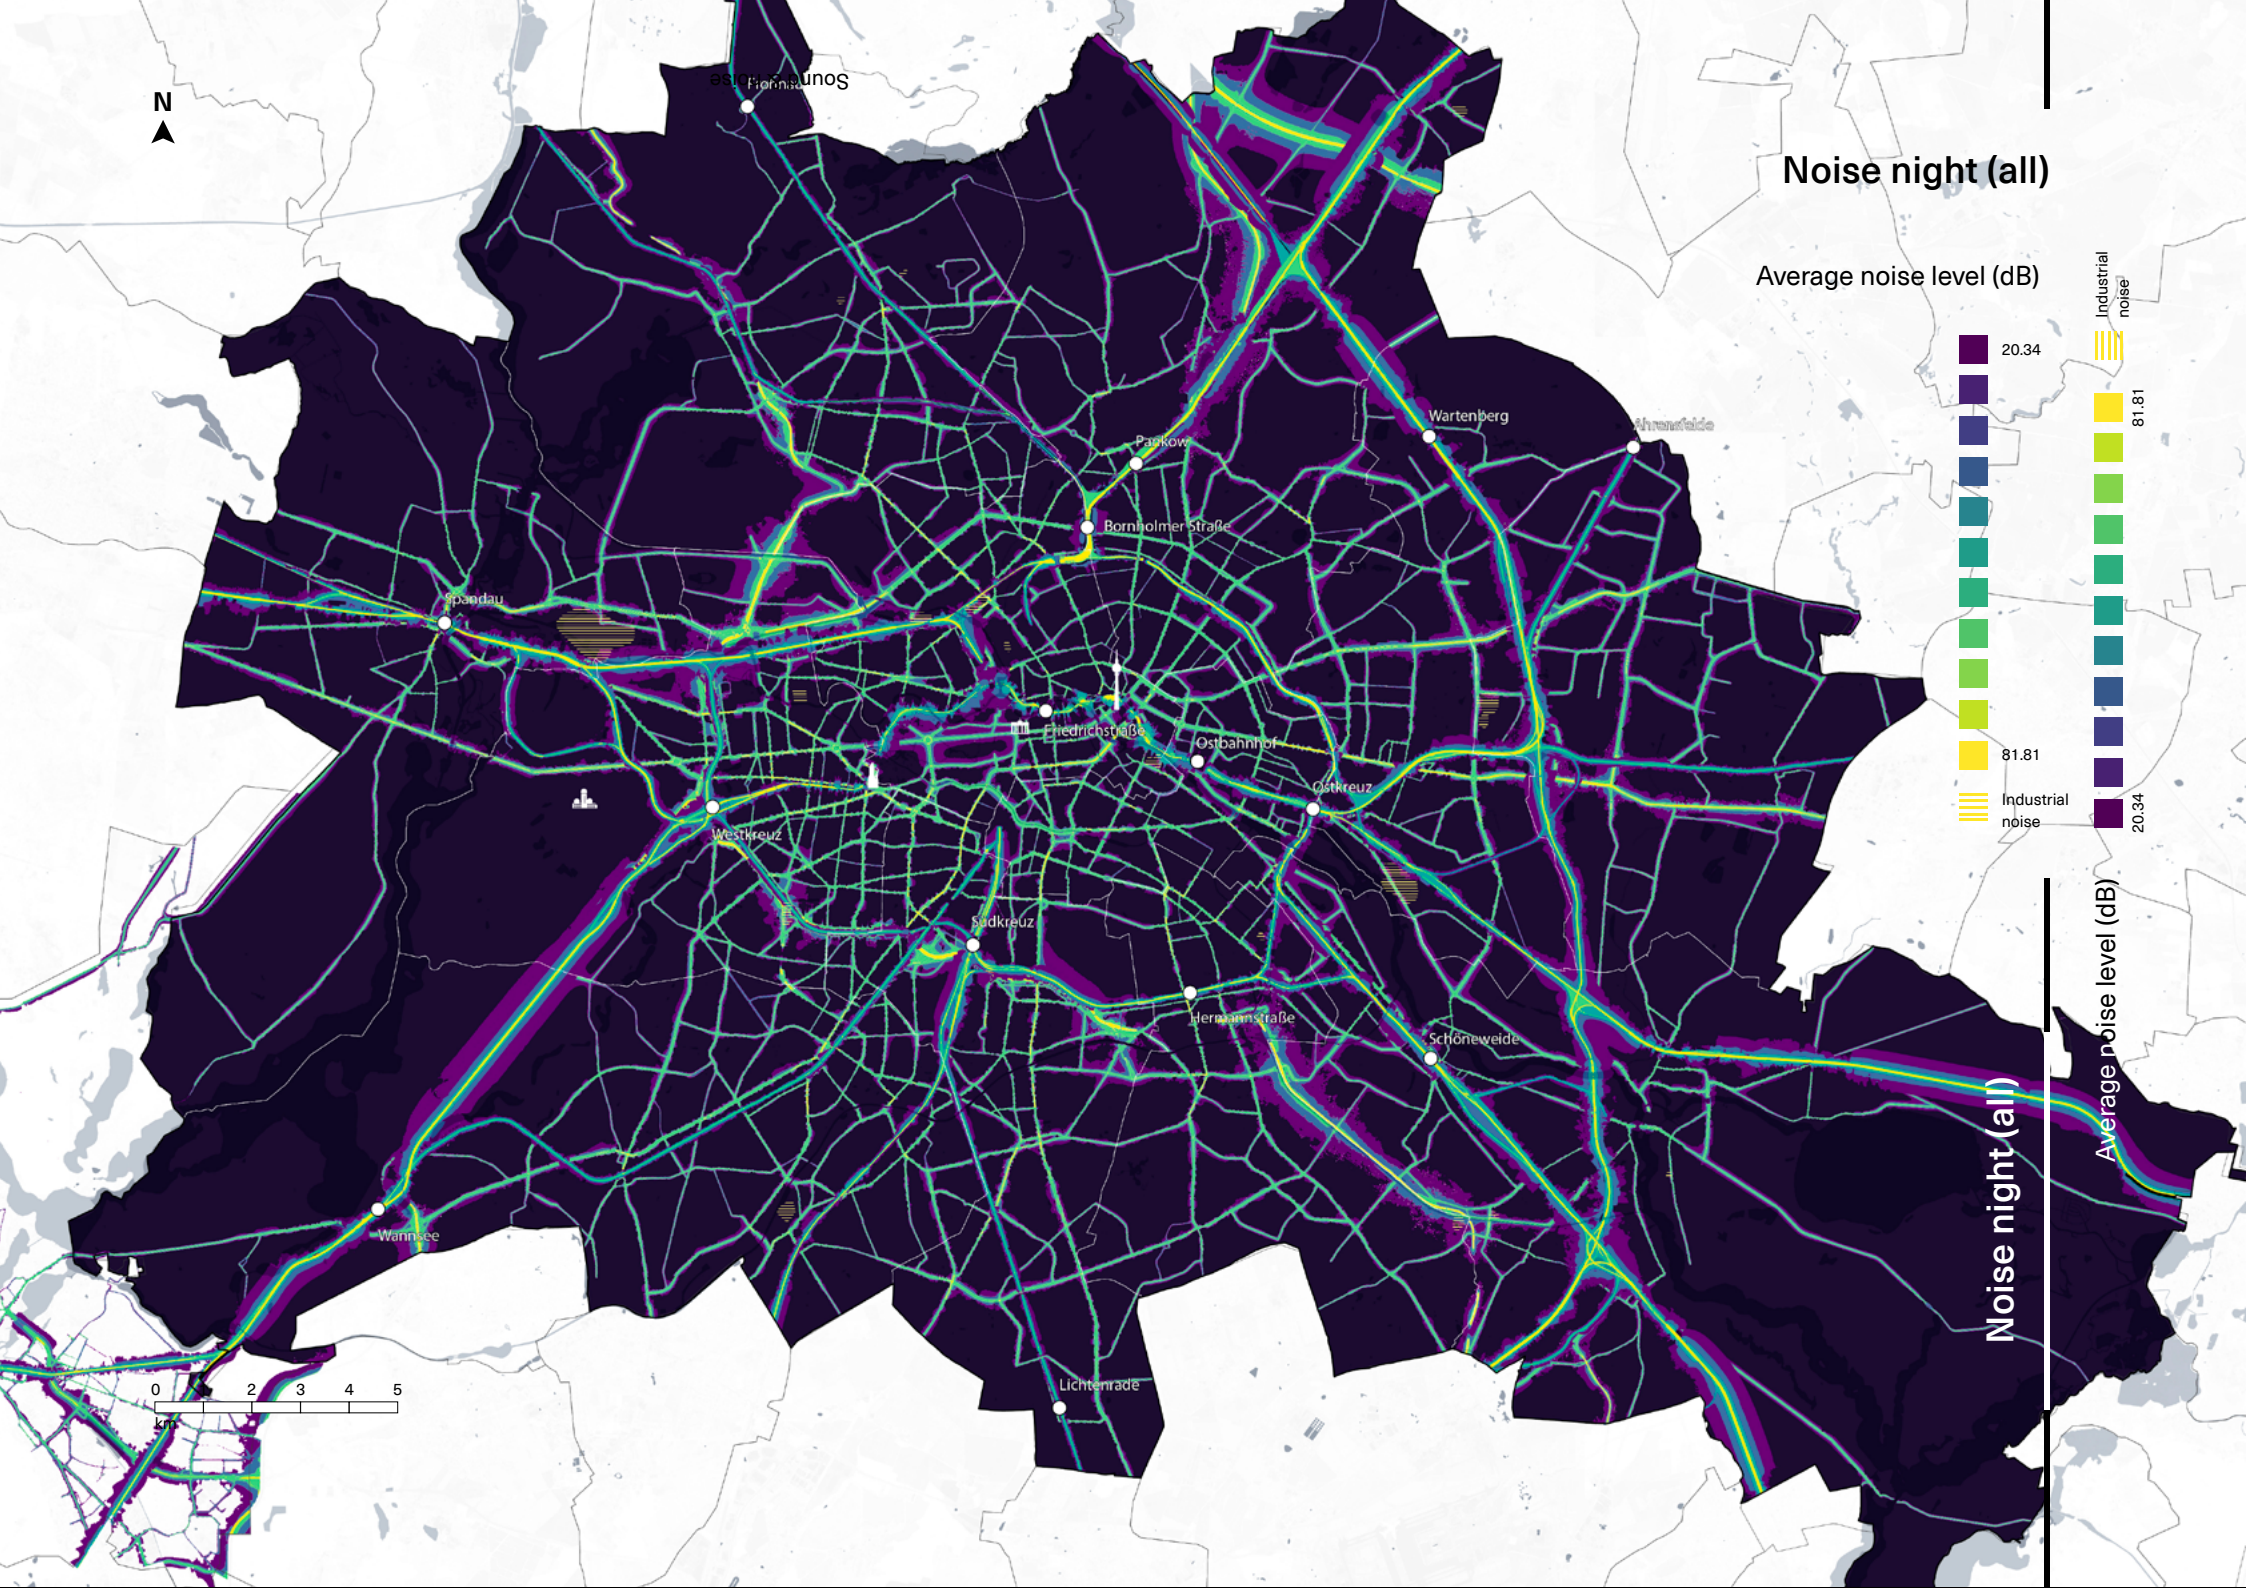 Sound & noise
N
Noise night (all)
Average noise level (dB)
Industrial
noise
20.34
81.81
Wartenberg
Ahrensfelde
Pankow
Bornholmer Straße
Spandau
Friedrichstraße
Ostbahnhof
81.81
Industrial
noise
20.34
Ostkreuz
Westkreuz
Südkreuz
Average noise level (dB)
Hermannstraße
Schöneweide
Noise night (all)
Wannsee
Lichtenrade
0 2 3 4 5
km